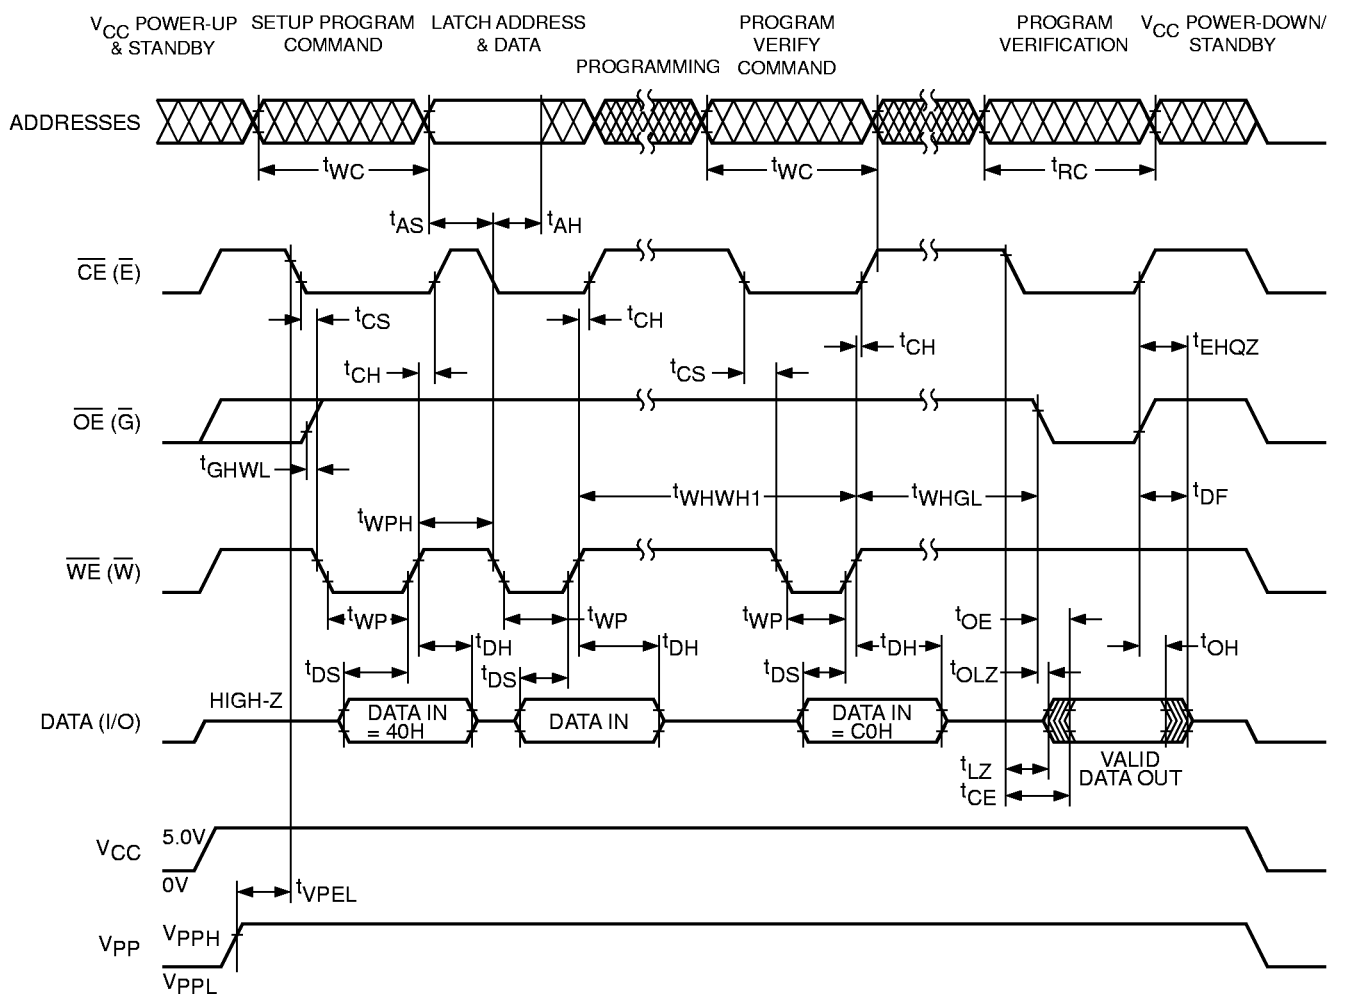 VCC POWER-UP
& STANDBY
SETUP PROGRAM
COMMAND
LATCH ADDRESS
& DATA
PROGRAMMING
PROGRAM
VERIFY
COMMAND
PROGRAM
VERIFICATION
VCC POWER-DOWN/
STANDBY
ADDRESSES
tWC
tWC
tRC
tAS
tAH
CE (E)
tCS
tCH
tCH
tCS
tCH
tEHQZ
OE (G)
tGHWL
tWHWH1
tWHGL
tDF
tWPH
WE (W)
tWP
tWP
tWP
tOE
tDH
tDH
tDH
tOH
tDS
tDS
tDS
tOLZ
DATA (I/O)
HIGH-Z
DATA IN
= 40H
DATA IN
DATA IN
= C0H
VALID
DATA OUT
tLZ
tCE
VCC
5.0V
0V
tVPEL
VPP
VPPH
VPPL